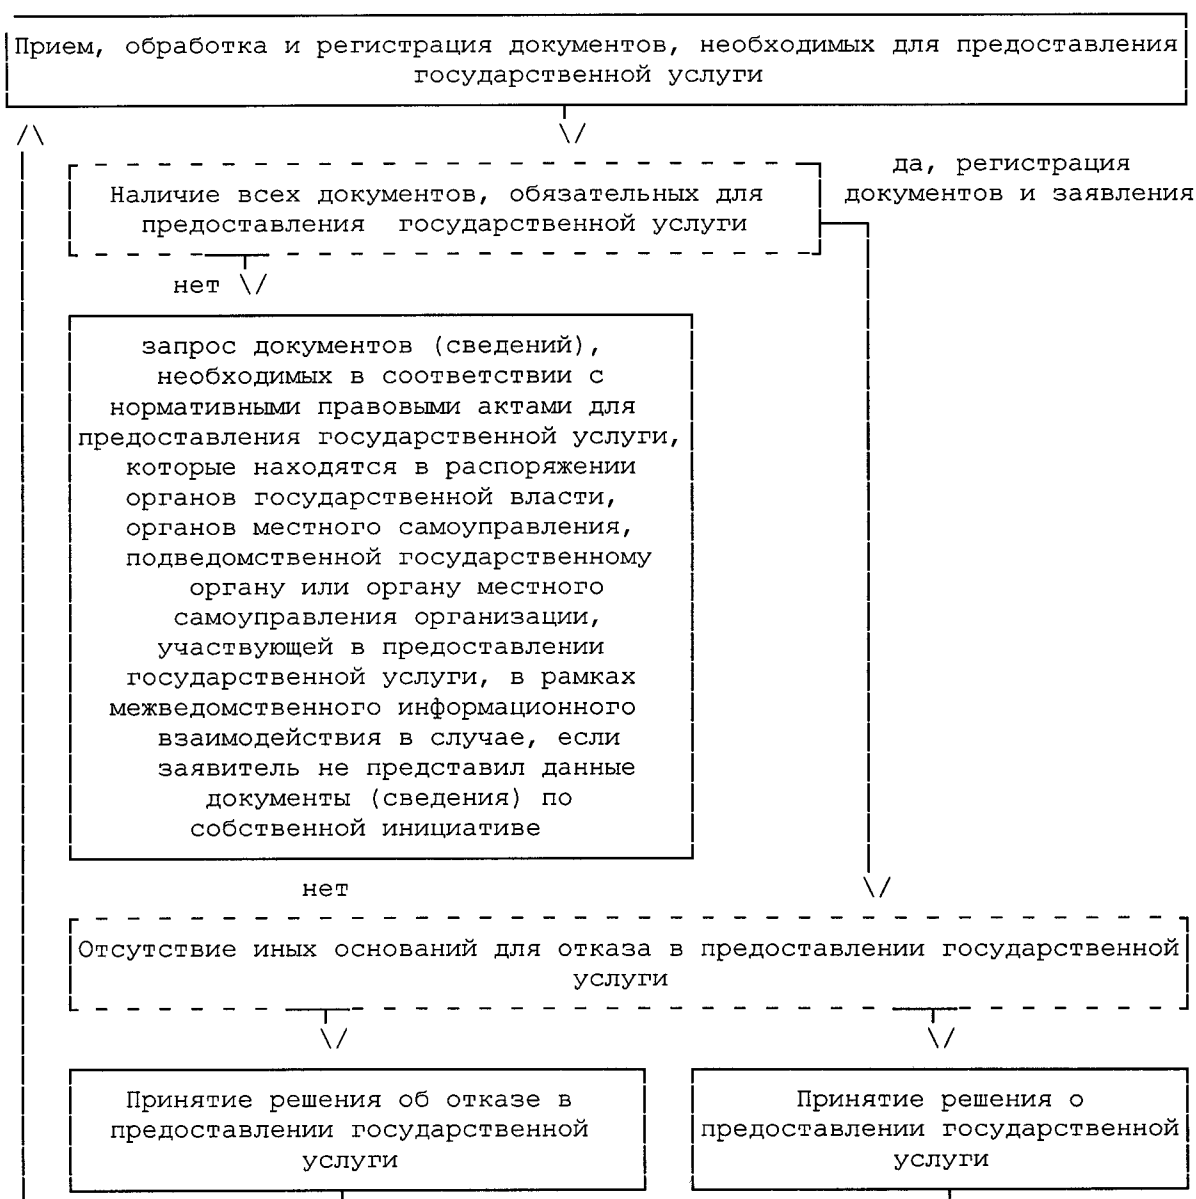 Прием, обработка и регистрация документов, необходимых для предоставления
государственной услуги
да, регистрация
документов и заявления
Наличие всех документов, обязательных для
предоставления государственной услуги
нет
запрос документов (сведений),
необходимых в соответствии с
нормативными правовыми актами для
предоставления государственной услуги,
которые находятся в распоряжении
органов государственной власти,
органов местного самоуправления,
подведомственной государственному
органу или органу местного
самоуправления организации,
участвующей в предоставлении
государственной услуги, в рамках
межведомственного информационного
взаимодействия в случае, если
заявитель не представил данные
документы (сведения) по
собственной инициативе
нет
Отсутствие иных оснований для отказа в предоставлении государственной
услуги
Принятие решения об отказе в
предоставлении государственной
услуги
Принятие решения о
предоставлении государственной
услуги